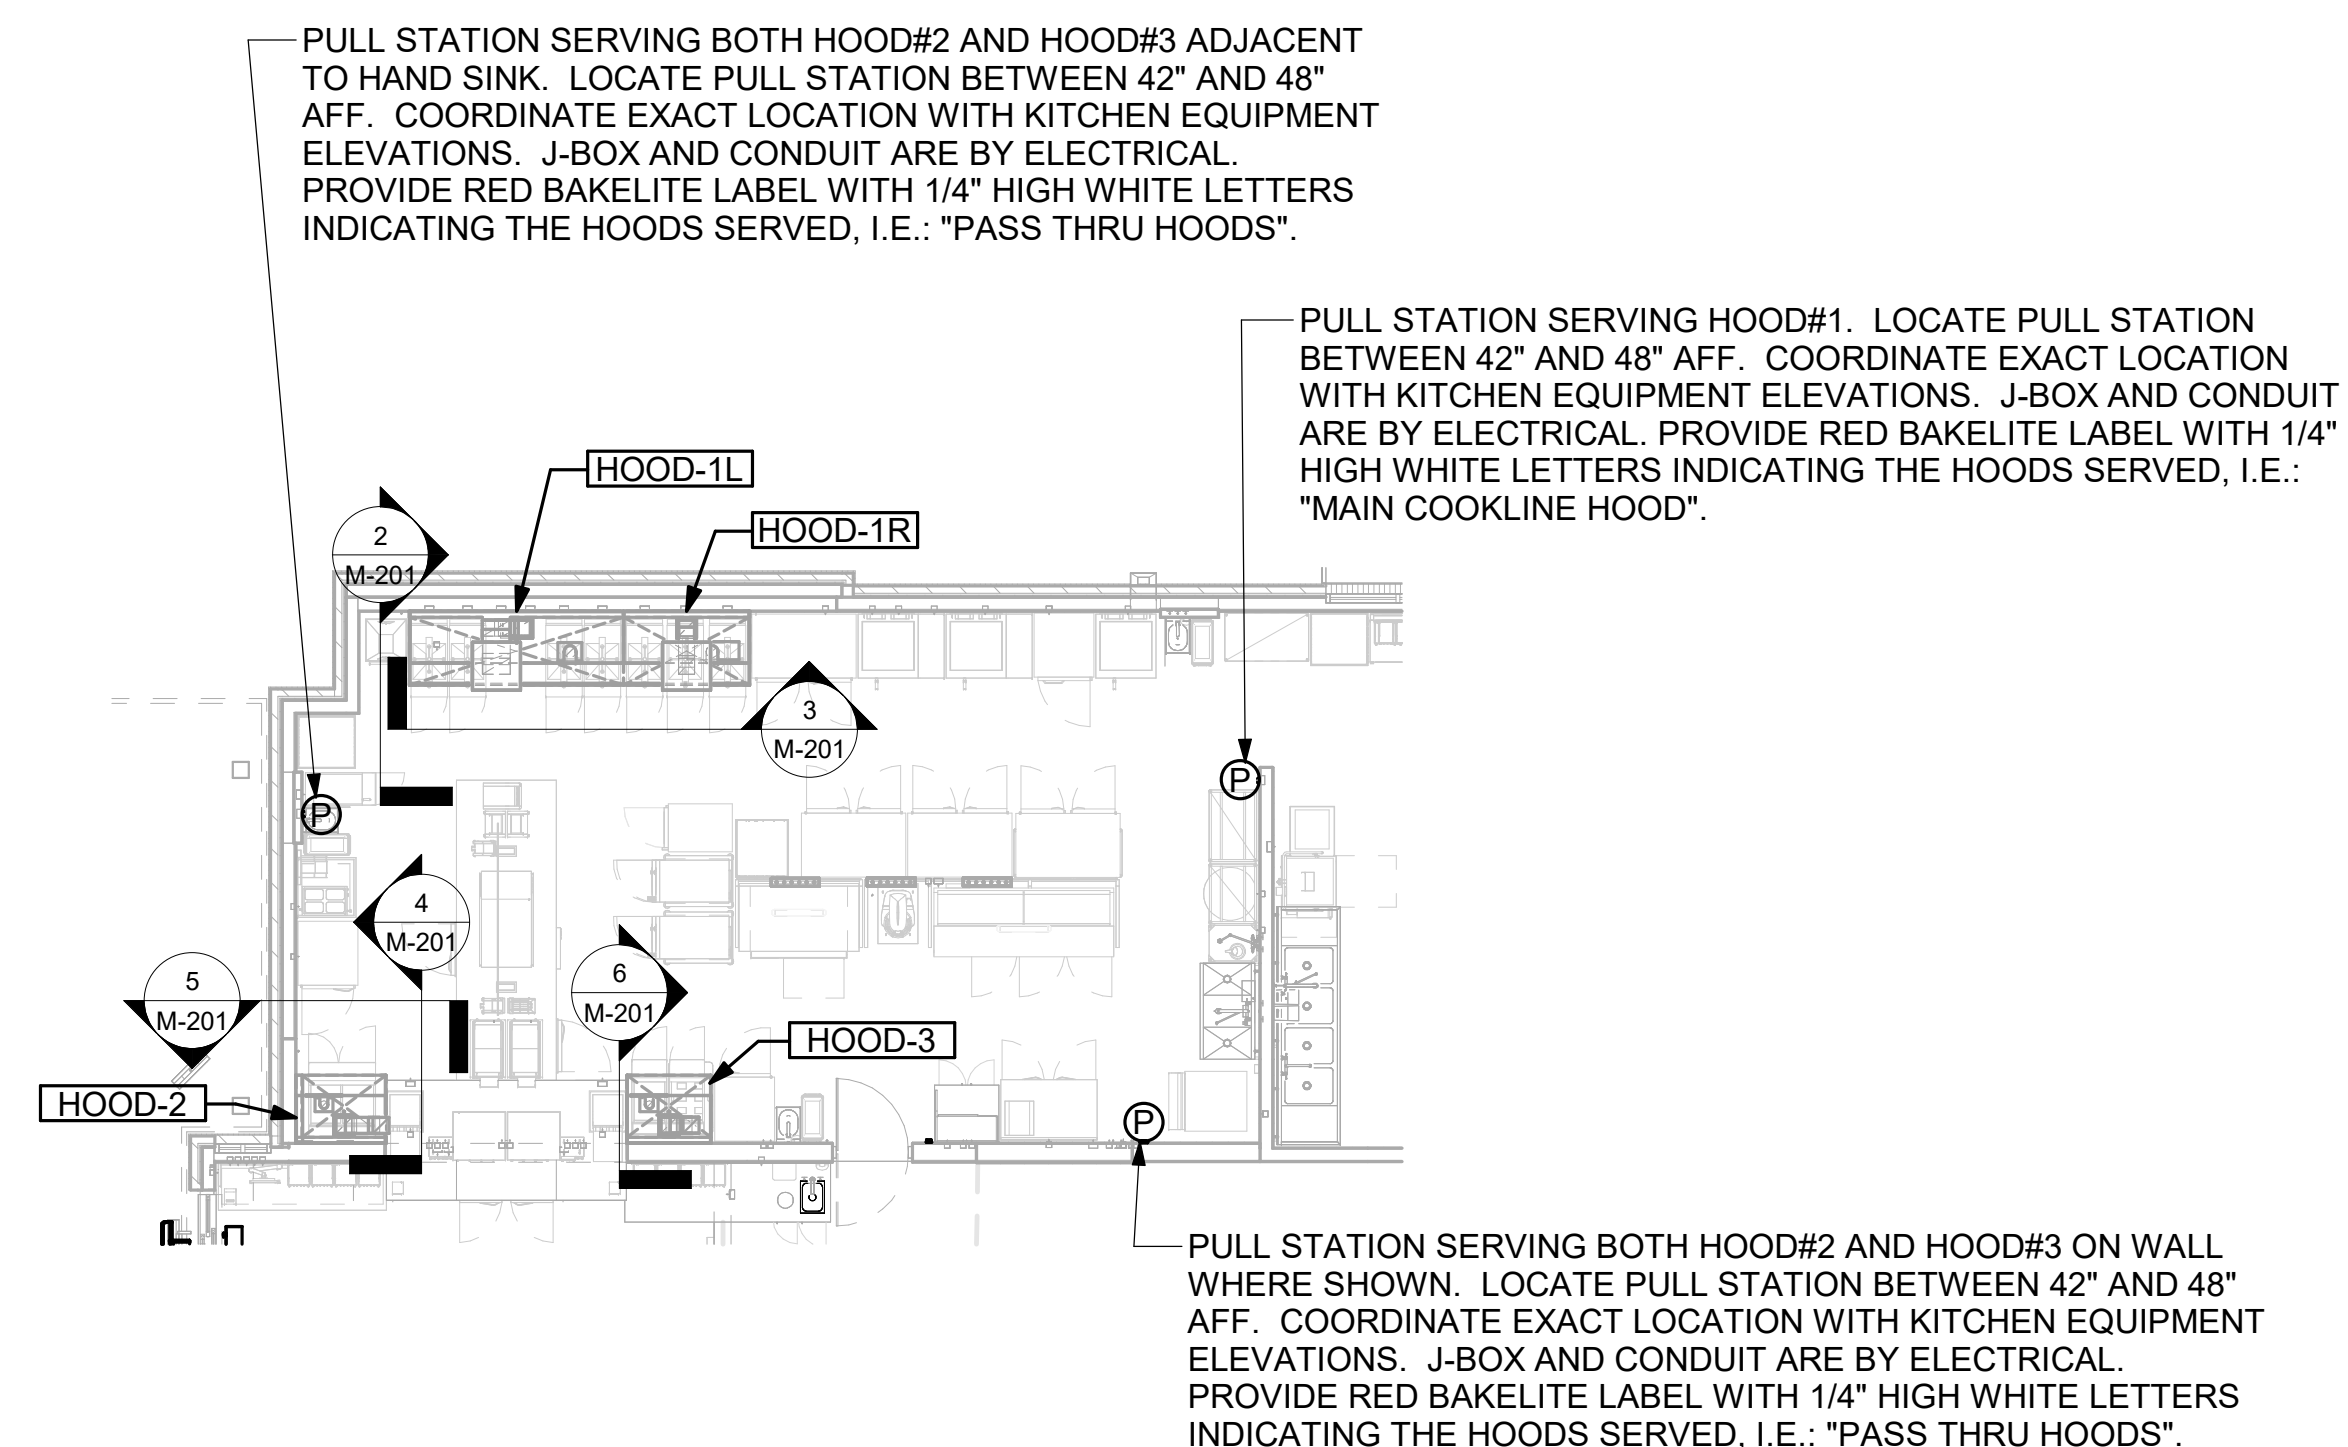 PULL STATION SERVING BOTH HOOD#2 AND HOOD#3 ADJACENT
TO HAND SINK.  LOCATE PULL STATION BETWEEN 42" AND 48"
AFF.  COORDINATE EXACT LOCATION WITH KITCHEN EQUIPMENT
ELEVATIONS.  J-BOX AND CONDUIT ARE BY ELECTRICAL.
PROVIDE RED BAKELITE LABEL WITH 1/4" HIGH WHITE LETTERS
INDICATING THE HOODS SERVED, I.E.: "PASS THRU HOODS".
PULL STATION SERVING HOOD#1.  LOCATE PULL STATION
BETWEEN 42" AND 48" AFF.  COORDINATE EXACT LOCATION
WITH KITCHEN EQUIPMENT ELEVATIONS.  J-BOX AND CONDUIT
ARE BY ELECTRICAL. PROVIDE RED BAKELITE LABEL WITH 1/4"
HIGH WHITE LETTERS INDICATING THE HOODS SERVED, I.E.:
"MAIN COOKLINE HOOD".
HOOD-1L
HOOD-1R
2
M-201
3
M-201
P
P
4
M-201
5
M-201
6
M-201
HOOD-3
HOOD-2
P
PULL STATION SERVING BOTH HOOD#2 AND HOOD#3 ON WALL
WHERE SHOWN.  LOCATE PULL STATION BETWEEN 42" AND 48"
AFF.  COORDINATE EXACT LOCATION WITH KITCHEN EQUIPMENT
ELEVATIONS.  J-BOX AND CONDUIT ARE BY ELECTRICAL.
PROVIDE RED BAKELITE LABEL WITH 1/4" HIGH WHITE LETTERS
INDICATING THE HOODS SERVED, I.E.: "PASS THRU HOODS".